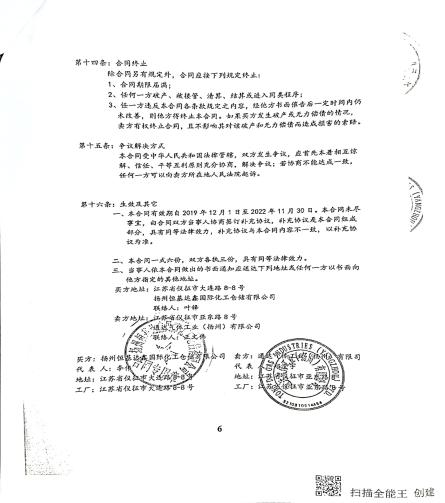 第十四条：合同终止
除合同另有规定外，合同应按下列规定终止：
1、合同期限届满；
2、任何一方破产、被接管、清算、结算或进入同类程序；
3、任一方违反本合同各条款规定之内容，经他方书面催告后一定时间内仍
未改善，则他方得终止本合同。如果买方发生破产或无力偿债的情况，
卖方有权终止合同，且不影响其对该破产和无力偿债而造成损害的索赔。
第十五条：争议解决方式
本合同受中华人民共和国法律管辖，双方发生争议，应首先本着相互谅
解、信任、平等互利原则充分协商，解决争议；若协商不能达成一致，
任何一方可以向卖方所在地人民法院起诉。
第十六条：生效及其它
一、本合同有效期自 2019 年 12 月 1 日至 2022 年 11 月 30 日。本合同未尽
事宜，由合同双方当事人协商签订补充协议，补充协议是本合同组成
部分，具有同等法律效力，补充协议与本合同内容不一致，以补充协
议为准。
二、本合同一式六份，双方各执三份，具有同等法律效力。
三、当事人依本合同做出的书面通知应送达下列地址或任何一方以书面向
他方指定的其他地址。
买方地址：江苏省仪征市大连路 8-8 号
扬州恒基达鑫国际化工仓储有限公司
联络人：叶锋
卖方地址：江苏省仪征市亚东路 8 号
气体工业（扬州）有限公司
联络人：王文伟
买方：扬州恒基达鑫国际化工仓储有限公司 卖方：通达气体工业（扬州）有限公司
代 表 人：李 代 表
地址：江苏省仪征市大连路 8-8 号 地址：江苏省仪征市亚东路 8 号
工厂：江苏省仪征市大连路 8-8 号 工厂：江苏省仪征市亚东路 8 号
6
扫描全能王 创建